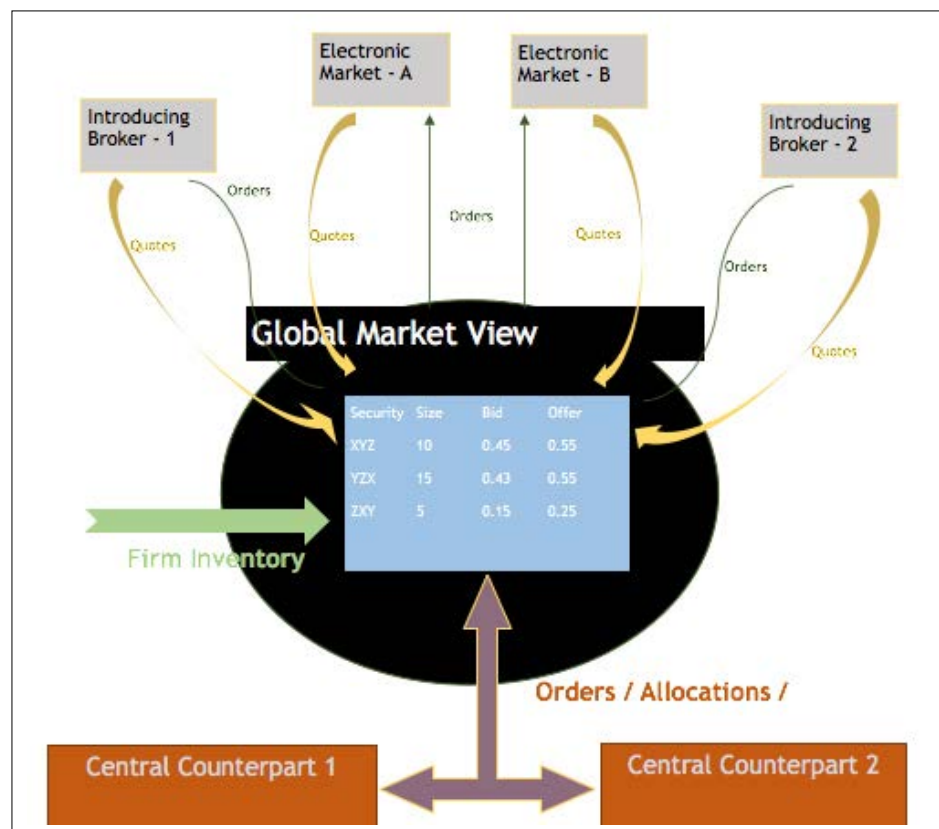 Electronic
Market - A
Electronic
Market - B
Introducing
Broker - 1
Introducing
Broker - 2
Orders
Orders
Quotes
Quotes
Quotes
Orders
Quotes
Global Market View
Security Size Bid Offer
XYZ 10 0.45 0.55
YZX 15 0.43 0.55
ZXY 5 0.15 0.25
Firm Inventory
Orders / Allocations /
Central Counterpart 1
Central Counterpart 2